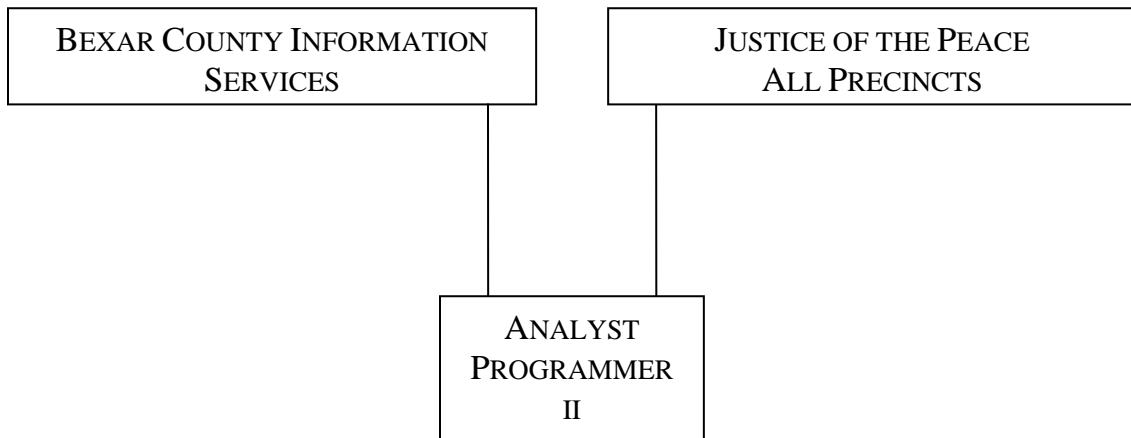 BEXAR COUNTY INFORMATION
SERVICES
JUSTICE OF THE PEACE
ALL PRECINCTS
ANALYST
PROGRAMMER
II